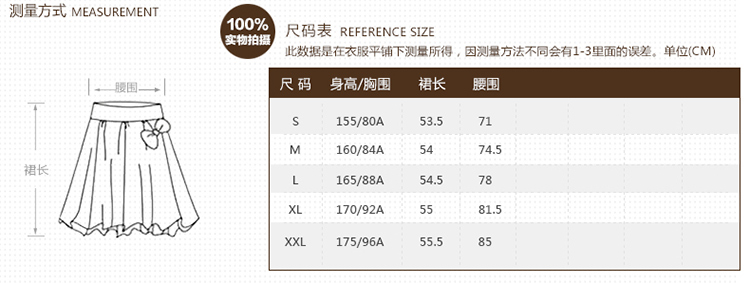 测量方式 MEASUREMENT
100%
实物拍摄
尺码表 REFERENCE SIZE
此数据是在衣服平铺下测量所得，因测量方法不同会有1-3里面的误差。单位(CM)
腰围
裙长
尺 码 身高/胸围 裙长 腰围
S 155/80A 53.5 71
M 160/84A 54 74.5
L 165/88A 54.5 78
XL 170/92A 55 81.5
XXL 175/96A 55.5 85